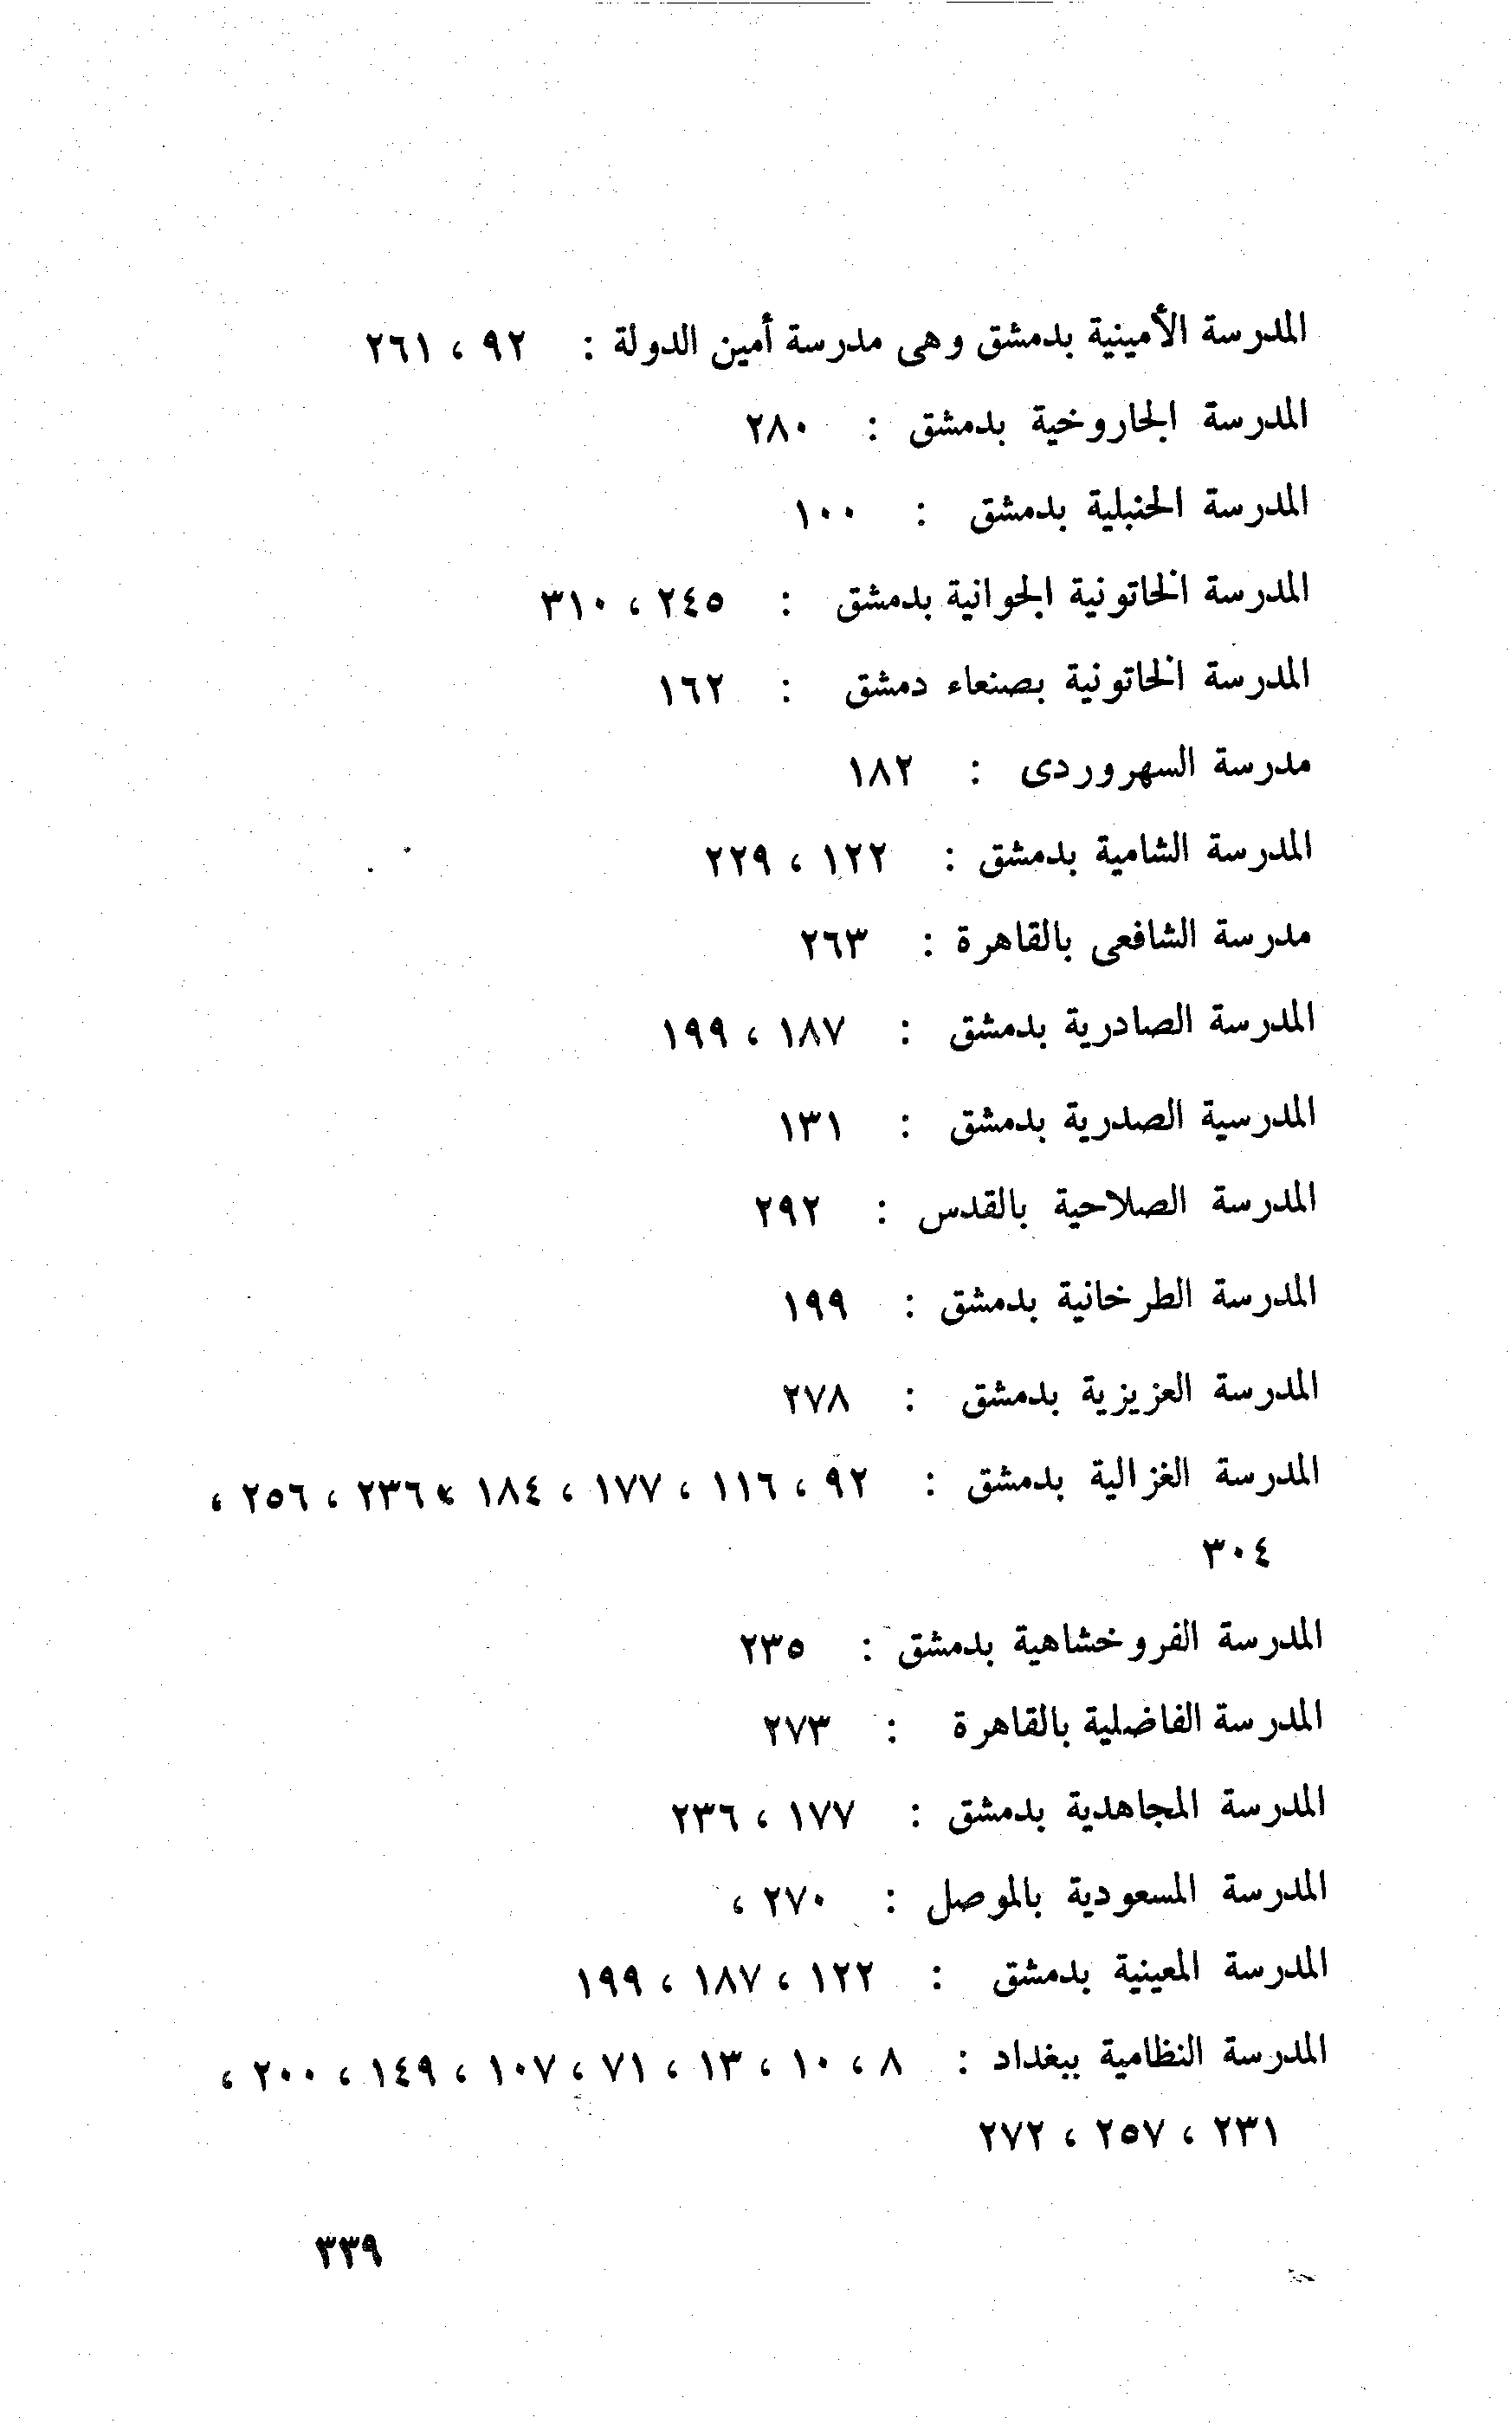 المدرسة الأمينية بدمشق وهى مدرسة أمين الدولة : ٩٢ ، ٢٦١
المدرسة الجاروخية بدمشق : ٢٨٠
المدرسة الحنبلية بدمشق : ١٠٠
المدرسة الخاتونية الجوانية بدمشق : ٢٤٥ ، ٣١٠
المدرسة الخاتونية بصنعاء دمشق : ١٦٢
مدرسة السهروردى : ١٨٢
المدرسة الشامية بدمشق : ١٢٢ ، ٢٢٩
مدرسة الشافعى بالقاهرة : ٢٦٣
المدرسة الصادرية بدمشق : ١٨٧ ، ١٩٩
المدرسية الصدرية بدمشق : ١٣١
المدرسة الصلاحية بالقدس : ٢٩٢
المدرسة الطرخانية بدمشق : ١٩٩
المدرسة العزيزية بدمشق : ٢٧٨
المدرسة الغزالية بدمشق : ٩٢ ، ١١٦ ، ١٧٧ ، ١٨٤ ، ٢٣٦ ، ٢٥٦ ،
٣٠٤
المدرسة الفروخشاهية بدمشق : ٢٣٥
المدرسة الفاضلية بالقاهرة : ٢٧٣
المدرسة المجاهدية بدمشق : ١٧٧ ، ٢٣٦
المدرسة المسعودية بالموصل : ٢٧٠ ،
المدرسة المعينية بدمشق : ١٢٢ ، ١٨٧ ، ١٩٩
المدرسة النظامية ببغداد : ٨ ، ١٠ ، ١٣ ، ٧١ ، ١٠٧ ، ١٤٩ ، ٢٠٠ ،
٢٣١ ، ٢٥٧ ، ٢٧٢
٣٣٩